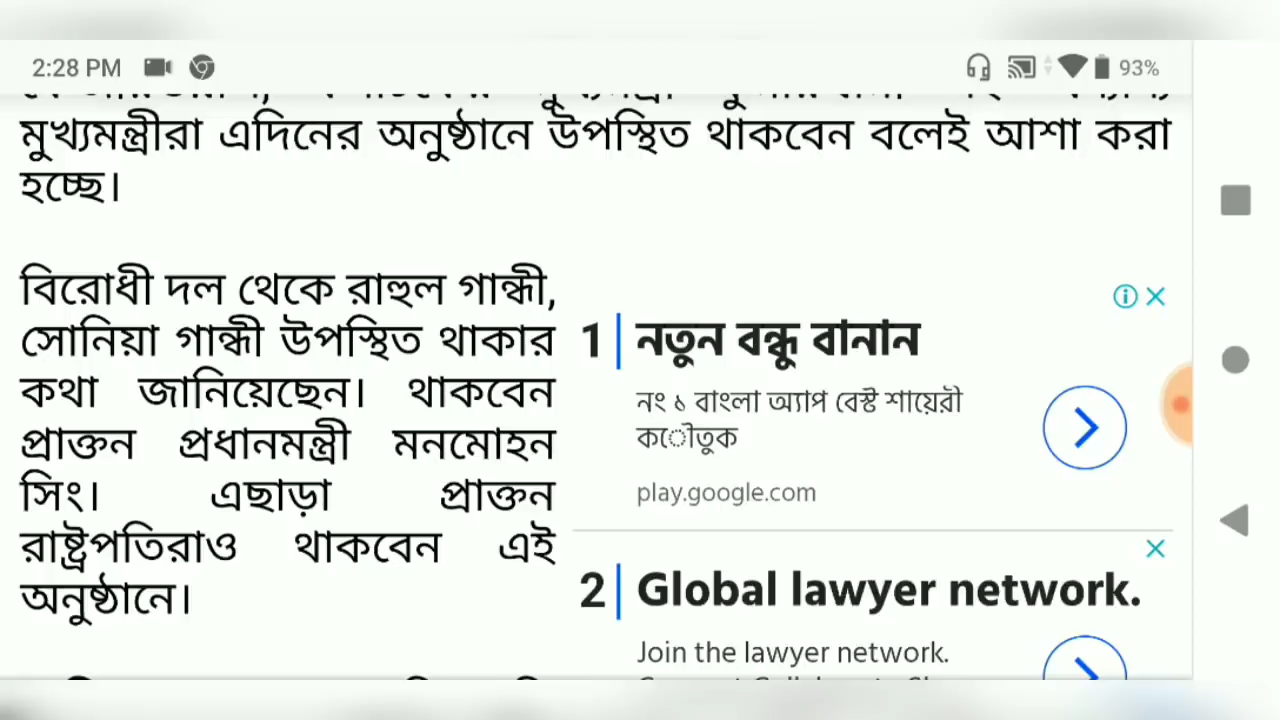 2:28 PM
93%
মুখ্যমন্ত্রীরা এদিনের অনুষ্ঠানে উপস্থিত থাকবেন বলেই আশা করা
হচ্ছে।
বিরোধী দল থেকে রাহুল গান্ধী,
সোনিয়া গান্ধী উপস্থিত থাকার
কথা জানিয়েছেন। থাকবেন
প্রাক্তন প্রধানমন্ত্রী মনমোহন
সিং। এছাড়া প্রাক্তন
রাষ্ট্রপতিরাও থাকবেন এই
অনুষ্ঠানে।
1 নতুন বন্ধু বানান
নং ১ বাংলা অ্যাপ বেস্ট শায়েরী
কৌতুক
play.google.com
2 Global lawyer network.
Join the lawyer network.